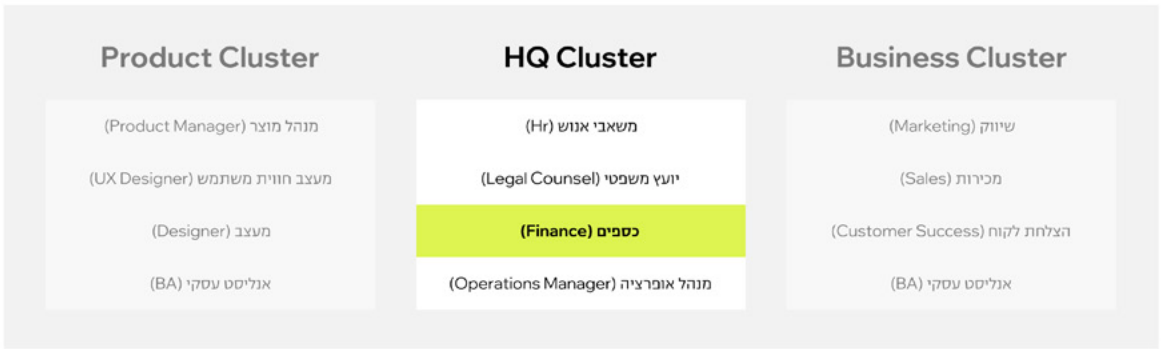 Product Cluster
מנהל מוצר (Product Manager)
מעצב חווית משתמש (UX Designer)
מעצב (Designer)
אנליסט עסקי (BA)
HQ Cluster
משאבי אנוש (Hr)
יועץ משפטי (Legal Counsel)
כספים (Finance)
מנהל אופרציה (Operations Manager)
Business Cluster
שיווק (Marketing)
מכירות (Sales)
הצלחת לקוח (Customer Success)
אנליסט עסקי (BA)